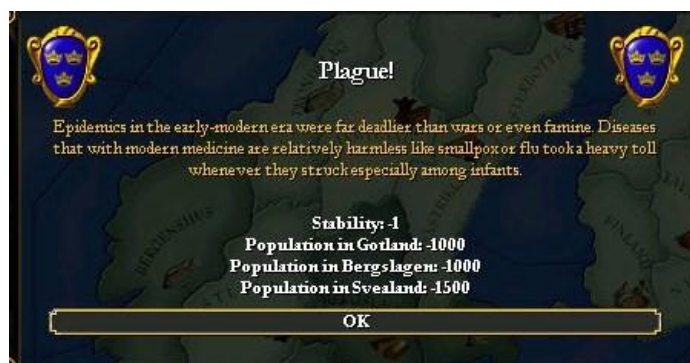 Plague!
Epidemics in the early-modern era were far deadlier than wars or even famine. Diseases
that with modern medicine are relatively harmless like smallpox or flu took a heavy toll
whenever they struck especially among infants.
Stability: -1
Population in Gotland: -1000
Population in Bergslagen: -1000
Population in Svealand: -1500
OK
BERGENSHUS
FINLAND